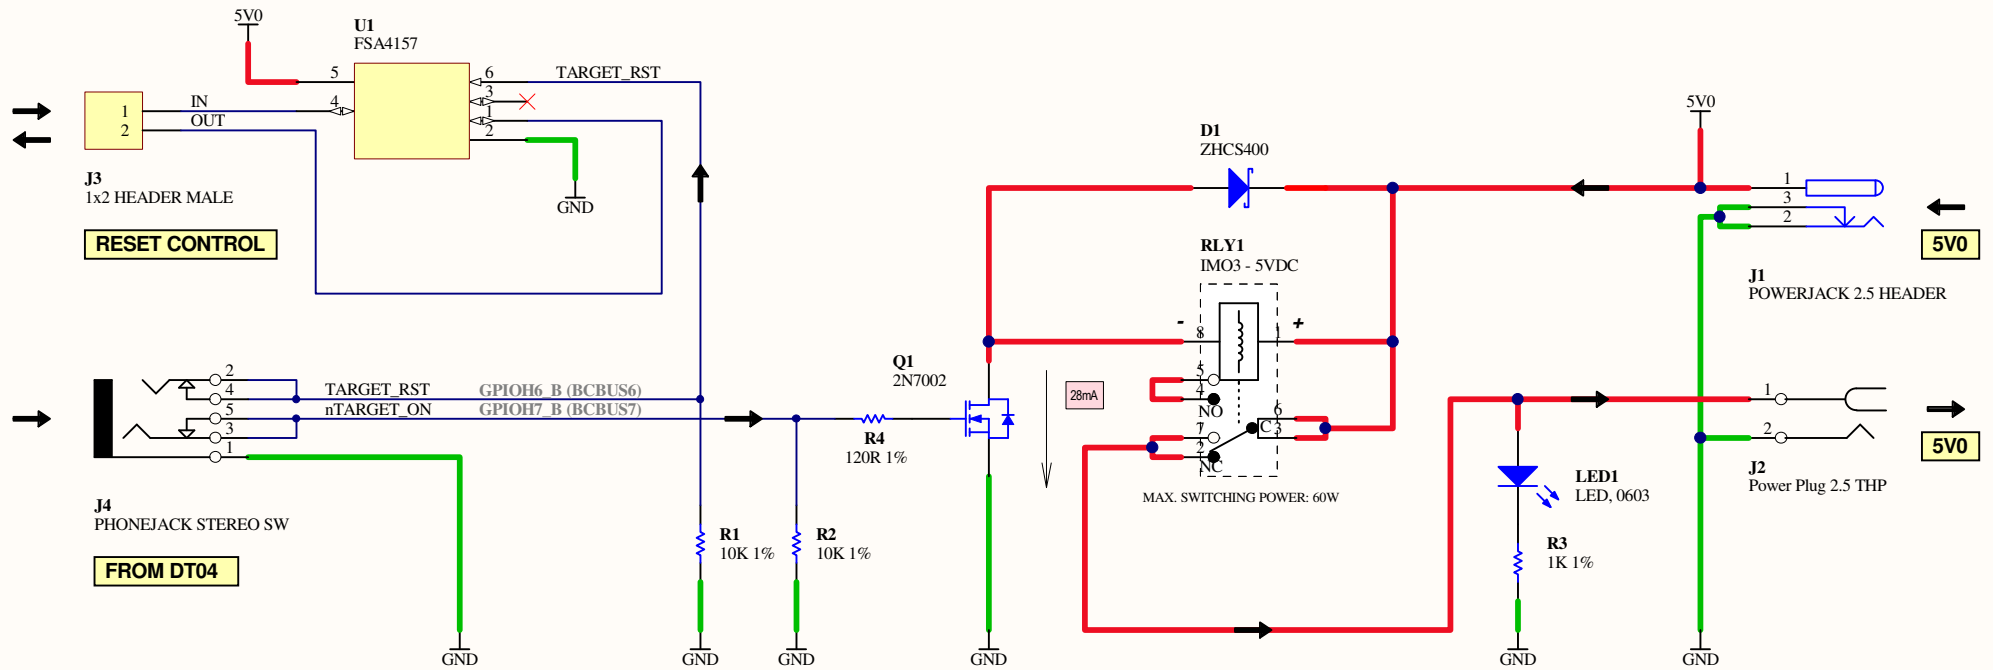 5V0
U1
FSA4157
5
4
6
3
1
2
TARGET_RST
GND
1
2
IN
OUT
J3
1x2 HEADER MALE
RESET CONTROL
2
4
5
3
1
TARGET_RST
GPIOH6_B (BCBUS6)
nTARGET_ON
GPIOH7_B (BCBUS7)
J4
PHONEJACK STEREO SW
FROM DT04
GND
R1
10K 1%
GND
R2
10K 1%
GND
R4
120R 1%
Q1
2N7002
GND
28mA
D1
ZHCS400
RLY1
IMO3 - 5VDC
-
+
8
1
5
4
NO
7
2
NC
6
3
C
MAX. SWITCHING POWER: 60W
5V0
1
3
2
5V0
J1
POWERJACK 2.5 HEADER
1
2
5V0
J2
Power Plug 2.5 THP
LED1
LED, 0603
R3
1K 1%
GND
GND